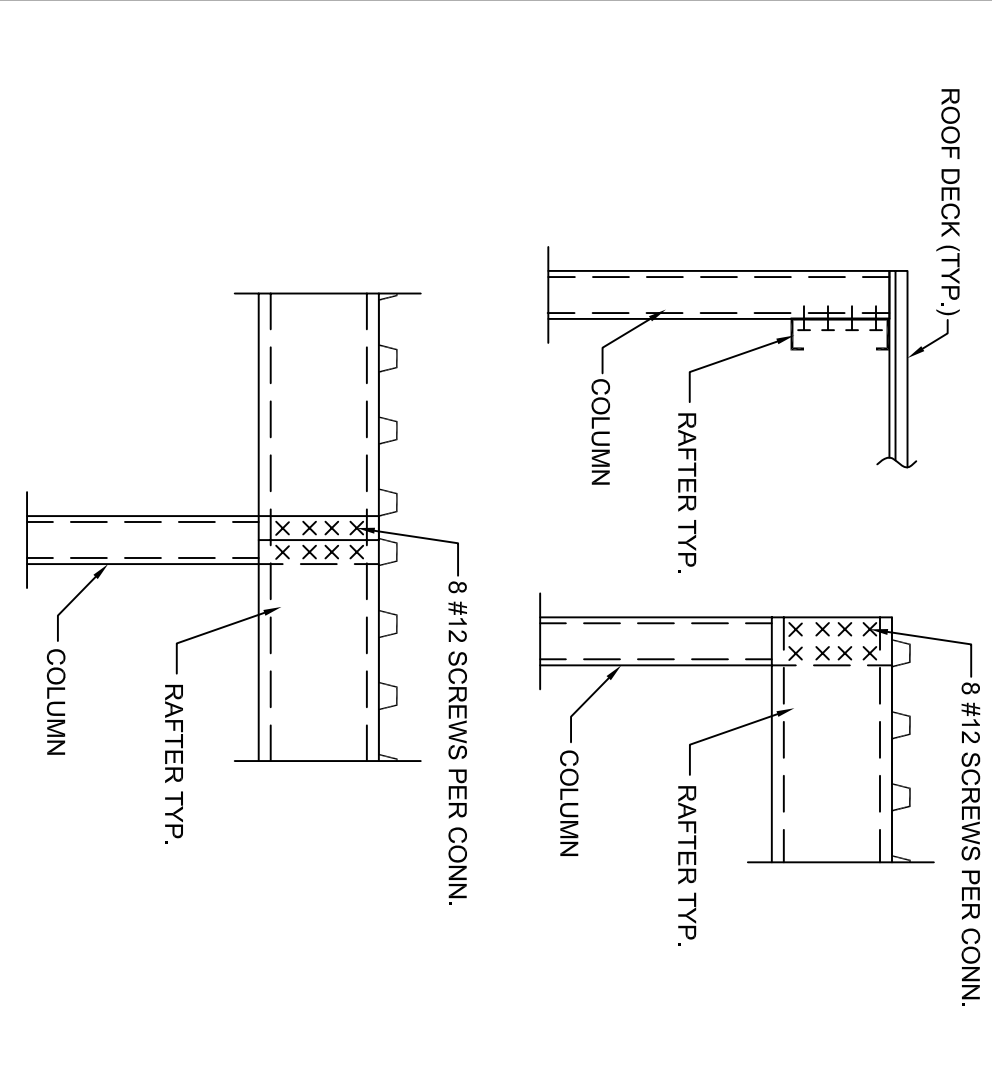 ROOF DECK (TYP.)
RAFTER TYP.
COLUMN
8 #12 SCREWS PER CONN.
RAFTER TYP.
COLUMN
8 #12 SCREWS PER CONN.
RAFTER TYP.
COLUMN